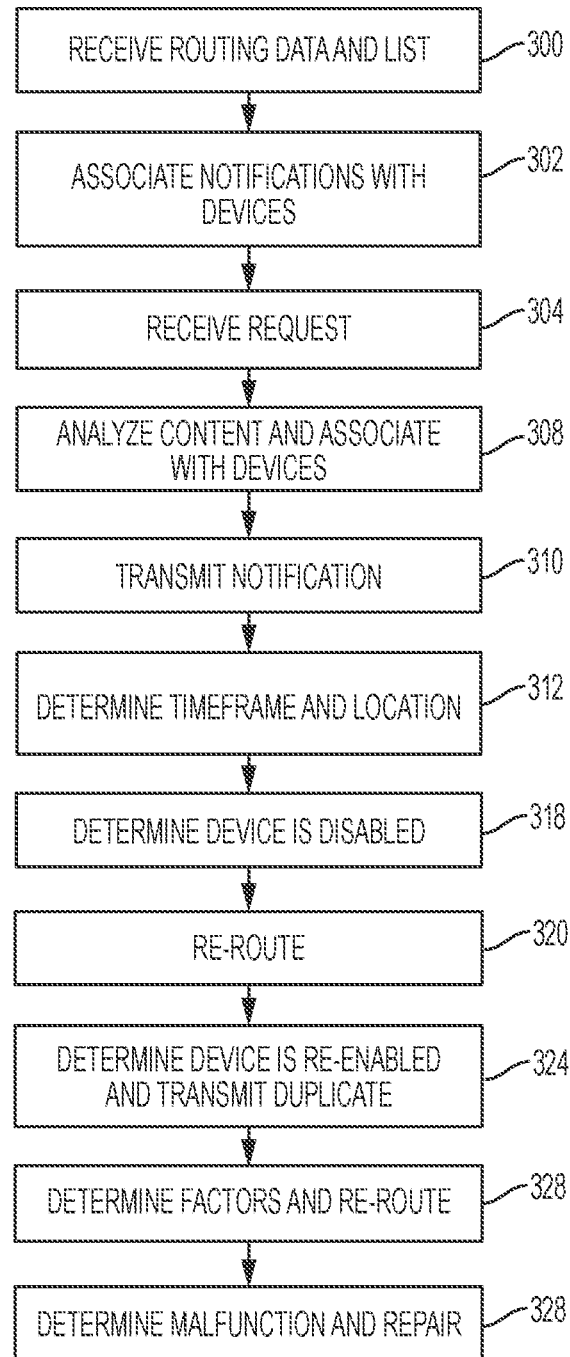 RECEIVE ROUTING DATA AND LIST
300
ASSOCIATE NOTIFICATIONS WITH
DEVICES
302
RECEIVE REQUEST
304
ANALYZE CONTENT AND ASSOCIATE
WITH DEVICES
308
TRANSMIT NOTIFICATION
310
DETERMINE TIMEFRAME AND LOCATION
312
DETERMINE DEVICE IS DISABLED
318
RE-ROUTE
320
DETERMINE DEVICE IS RE-ENABLED
AND TRANSMIT DUPLICATE
324
DETERMINE FACTORS AND RE-ROUTE
328
DETERMINE MALFUNCTION AND REPAIR
328